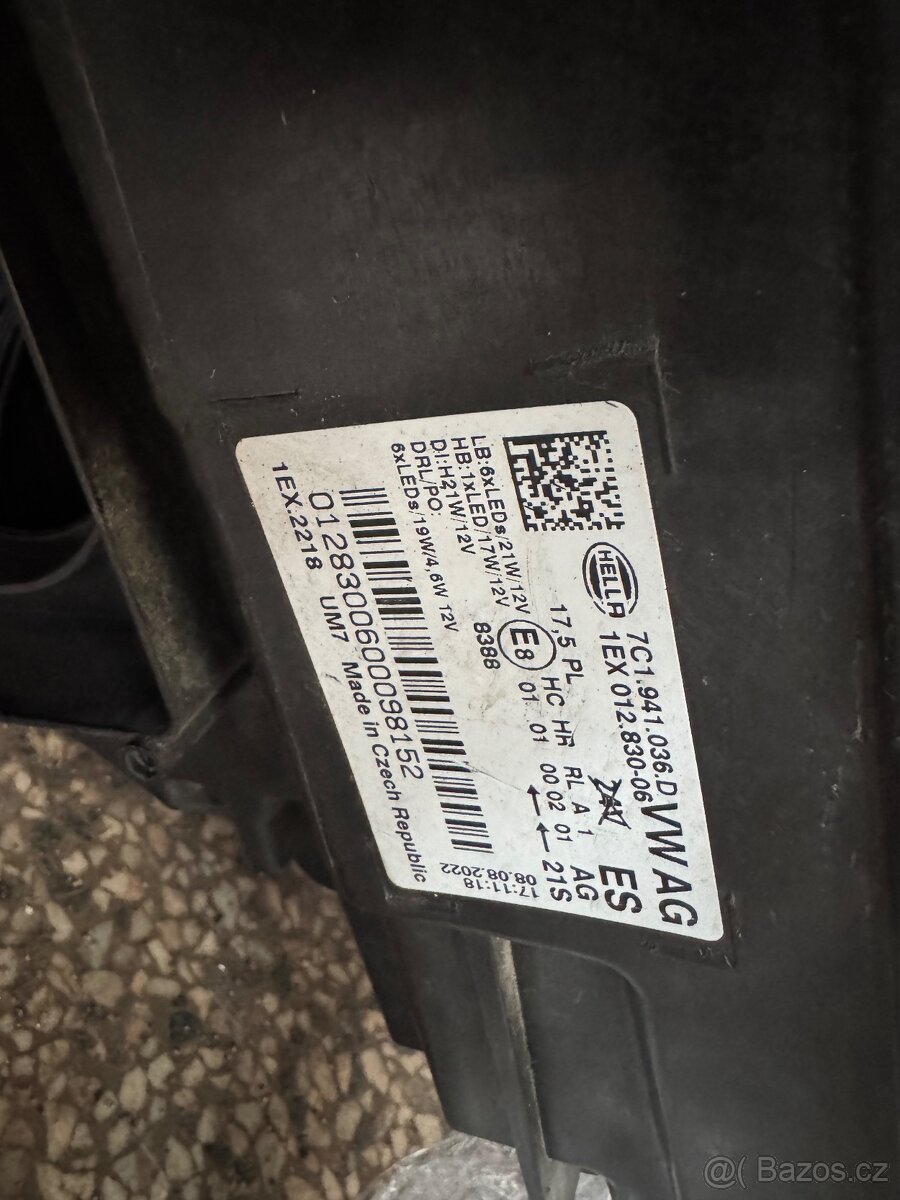 7C1.941.036.D VW AG
HELLA 1EX 012.830-06 ES
17,5 PL HC HR RL A 1 AG
E8 01 01 00 02 01 21S
LB:6xLEDs/21W/12V
HB:1xLED/17W/12V 8388
DI:H21W/12V
DRL/PO.
6xLEDs/19W/4,6W 12V
17:11:18
08.08.2022
0128300600098152
1EX.2218 UM7 Made in Czech Republic
@( Bazos.cz